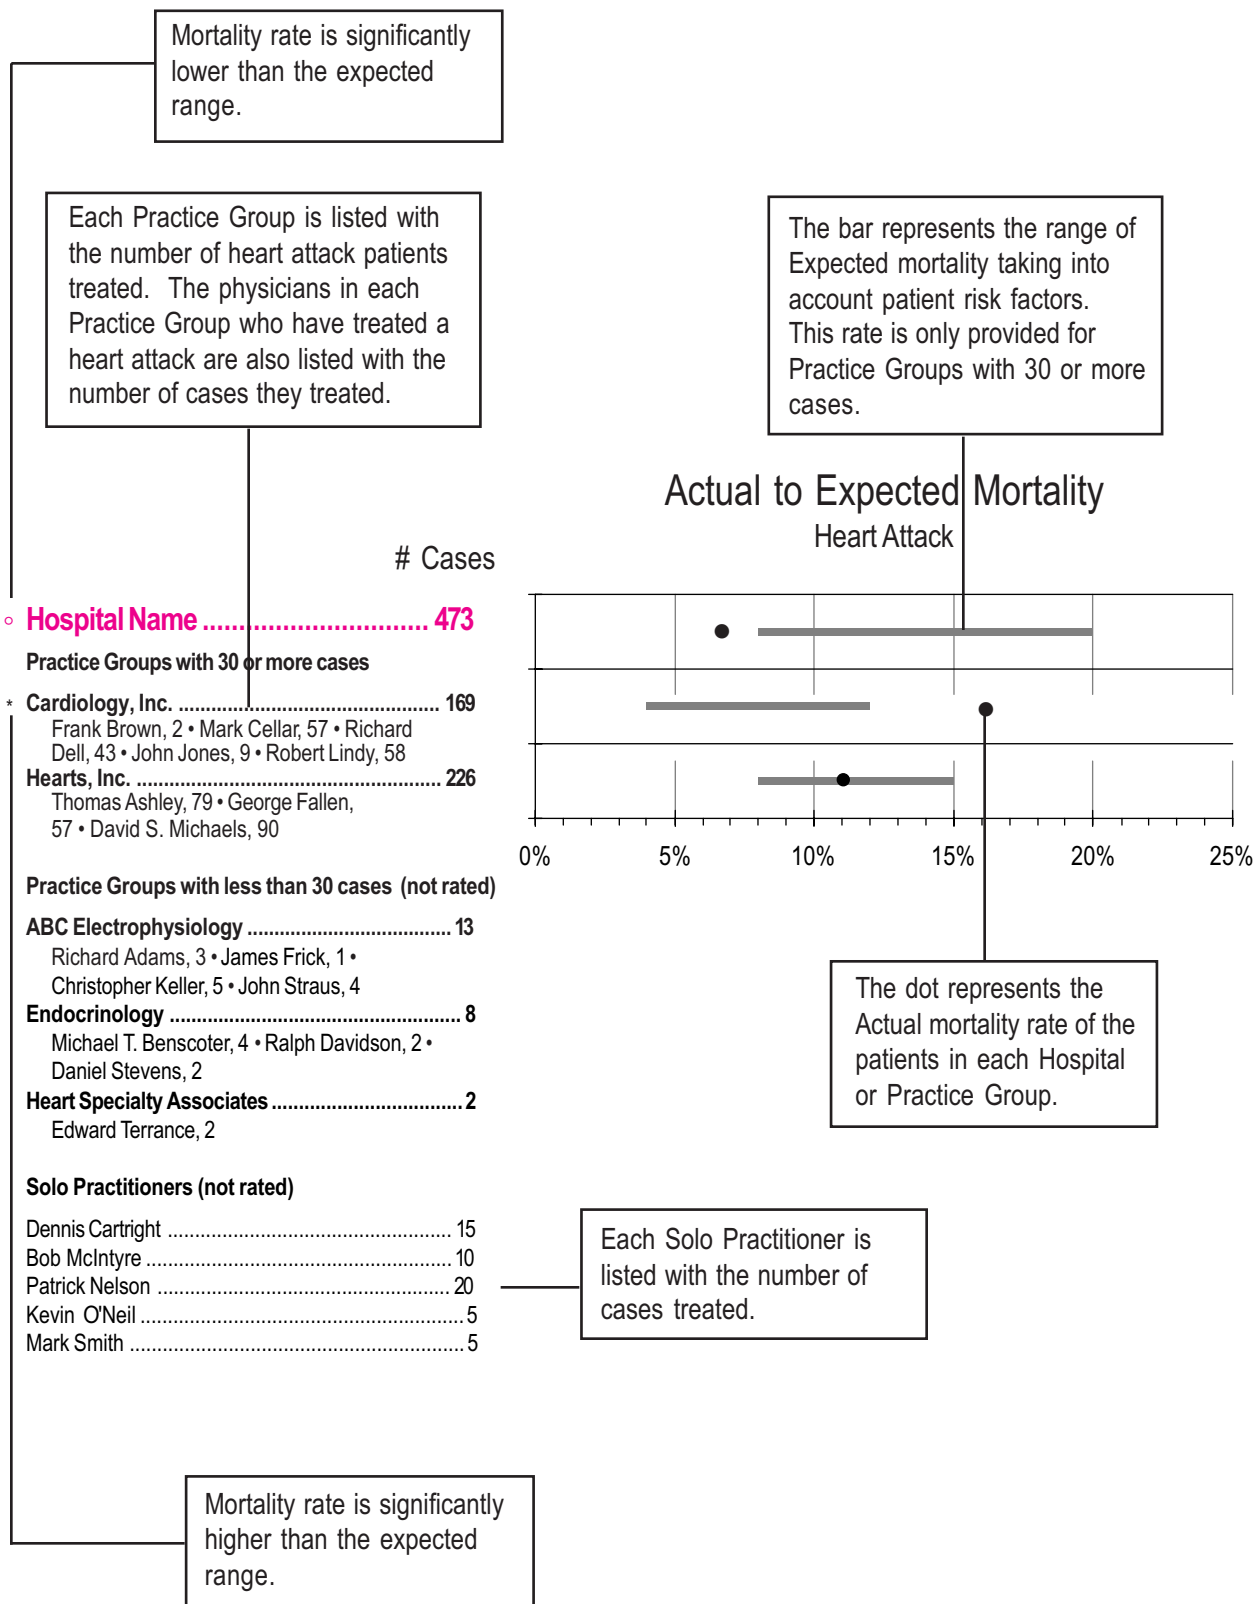 Mortality rate is significantly
lower than the expected
range.
Each Practice Group is listed with
the number of heart attack patients
treated.  The physicians in each
Practice Group who have treated a
heart attack are also listed with the
number of cases they treated.
The bar represents the range of
Expected mortality taking into
account patient risk factors.
This rate is only provided for
Practice Groups with 30 or more
cases.
Actual to Expected Mortality
Heart Attack
# Cases
° Hospital Name ............................... 473
Practice Groups with 30 or more cases
* Cardiology, Inc. ................................................ 169
Frank Brown, 2 • Mark Cellar, 57 • Richard
Dell, 43 • John Jones, 9 • Robert Lindy, 58
Hearts, Inc. ........................................................ 226
Thomas Ashley, 79 • George Fallen,
57 • David S. Michaels, 90
0% 5% 10% 15% 20% 25%
Practice Groups with less than 30 cases  (not rated)
ABC Electrophysiology ...................................... 13
Richard Adams, 3 • James Frick, 1 •
Christopher Keller, 5 • John Straus, 4
Endocrinology ...................................................... 8
Michael T. Benscoter, 4 • Ralph Davidson, 2 •
Daniel Stevens, 2
Heart Specialty Associates ................................... 2
Edward Terrance, 2
The dot represents the
Actual mortality rate of the
patients in each Hospital
or Practice Group.
Solo Practitioners (not rated)
Dennis Cartright .................................................... 15
Bob McIntyre ........................................................ 10
Patrick Nelson ...................................................... 20
Kevin O'Neil ........................................................... 5
Mark Smith ............................................................. 5
Each Solo Practitioner is
listed with the number of
cases treated.
Mortality rate is significantly
higher than the expected
range.